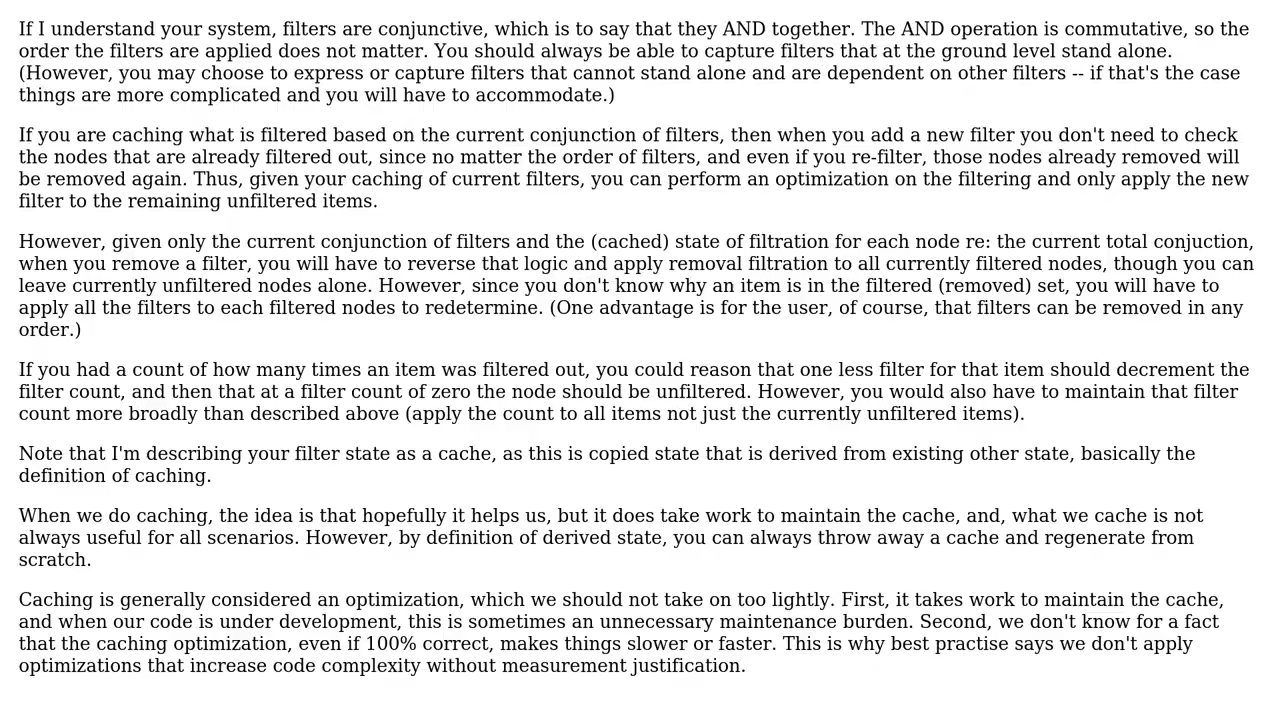 If I understand your system, filters are conjunctive, which is to say that they AND together. The AND operation is commutative, so the
order the filters are applied does not matter. You should always be able to capture filters that at the ground level stand alone.
(However, you may choose to express or capture filters that cannot stand alone and are dependent on other filters -- if that's the case
things are more complicated and you will have to accommodate.)
If you are caching what is filtered based on the current conjunction of filters, then when you add a new filter you don't need to check
the nodes that are already filtered out, since no matter the order of filters, and even if you re-filter, those nodes already removed will
be removed again. Thus, given your caching of current filters, you can perform an optimization on the filtering and only apply the new
filter to the remaining unfiltered items.
However, given only the current conjunction of filters and the (cached) state of filtration for each node re: the current total conjuction,
when you remove a filter, you will have to reverse that logic and apply removal filtration to all currently filtered nodes, though you can
leave currently unfiltered nodes alone. However, since you don't know why an item is in the filtered (removed) set, you will have to
apply all the filters to each filtered nodes to redetermine. (One advantage is for the user, of course, that filters can be removed in any
order.)
If you had a count of how many times an item was filtered out, you could reason that one less filter for that item should decrement the
filter count, and then that at a filter count of zero the node should be unfiltered. However, you would also have to maintain that filter
count more broadly than described above (apply the count to all items not just the currently unfiltered items).
Note that I'm describing your filter state as a cache, as this is copied state that is derived from existing other state, basically the
definition of caching.
When we do caching, the idea is that hopefully it helps us, but it does take work to maintain the cache, and, what we cache is not
always useful for all scenarios. However, by definition of derived state, you can always throw away a cache and regenerate from
scratch.
Caching is generally considered an optimization, which we should not take on too lightly. First, it takes work to maintain the cache,
and when our code is under development, this is sometimes an unnecessary maintenance burden. Second, we don't know for a fact
that the caching optimization, even if 100% correct, makes things slower or faster. This is why best practise says we don't apply
optimizations that increase code complexity without measurement justification.